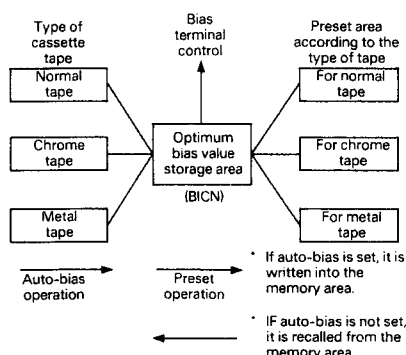 Type of
cassette
tape
Normal
tape
Chrome
tape
Metal
tape
Auto-bias
operation
Bias
terminal
control
Optimum
bias value
storage area
(BICN)
Preset
operation
Preset area
according to the
type of tape
For normal
tape
For chrome
tape
For metal
tape
* If auto-bias is set, it is
written into the
memory area.
* IF auto-bias is not set,
it is recalled from the
memory area